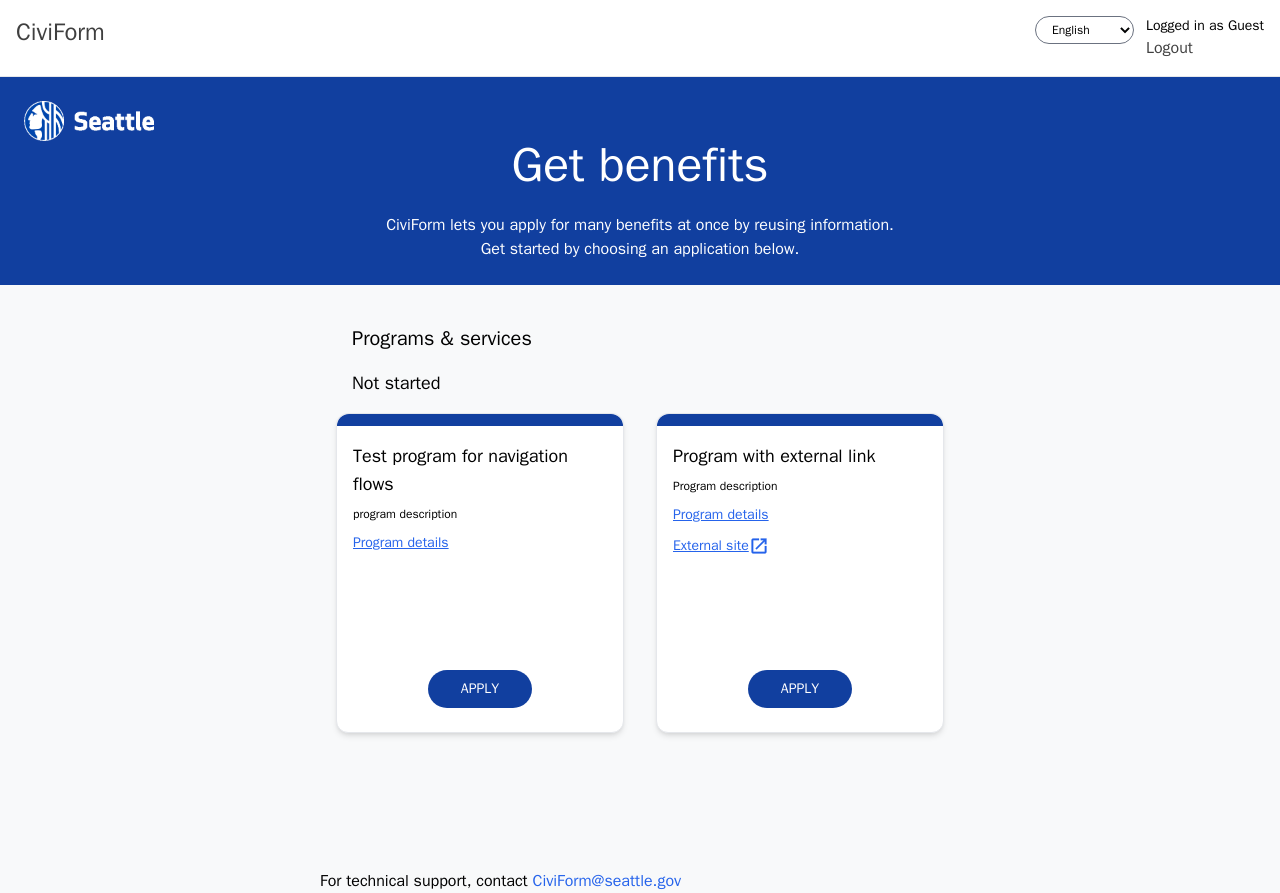 CiviForm
English
Logged in as Guest
Logout
Seattle
Get benefits
CiviForm lets you apply for many benefits at once by reusing information.
Get started by choosing an application below.
Programs & services
Not started
Test program for navigation
flows
program description
Program details
APPLY
Program with external link
Program description
Program details
External site
APPLY
For technical support, contact CiviForm@seattle.gov